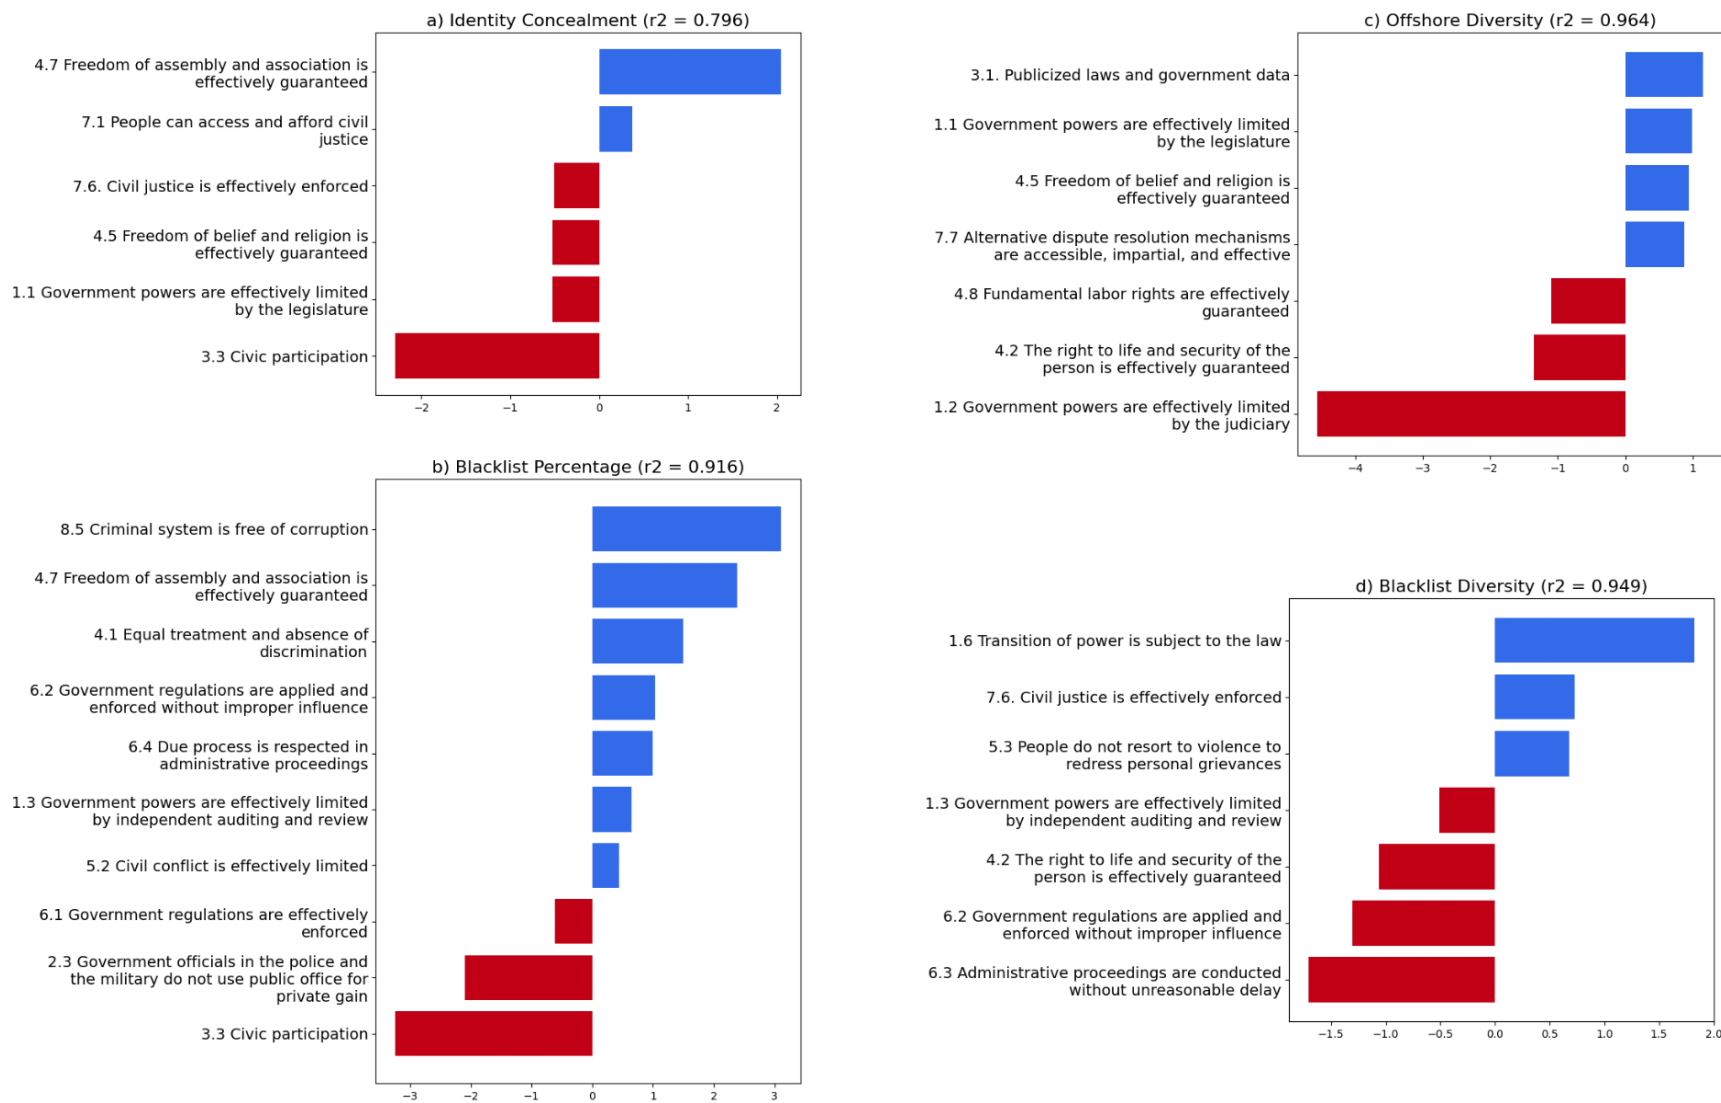 a) Identity Concealment (r2 = 0.796)
4.7 Freedom of assembly and association is
effectively guaranteed
7.1 People can access and afford civil
justice
7.6. Civil justice is effectively enforced
4.5 Freedom of belief and religion is
effectively guaranteed
1.1 Government powers are effectively limited
by the legislature
3.3 Civic participation
−2 −1 0 1 2
b) Blacklist Percentage (r2 = 0.916)
8.5 Criminal system is free of corruption
4.7 Freedom of assembly and association is
effectively guaranteed
4.1 Equal treatment and absence of
discrimination
6.2 Government regulations are applied and
enforced without improper influence
6.4 Due process is respected in
administrative proceedings
1.3 Government powers are effectively limited
by independent auditing and review
5.2 Civil conflict is effectively limited
6.1 Government regulations are effectively
enforced
2.3 Government officials in the police and
the military do not use public office for
private gain
3.3 Civic participation
−3 −2 −1 0 1 2 3
c) Offshore Diversity (r2 = 0.964)
3.1. Publicized laws and government data
1.1 Government powers are effectively limited
by the legislature
4.5 Freedom of belief and religion is
effectively guaranteed
7.7 Alternative dispute resolution mechanisms
are accessible, impartial, and effective
4.8 Fundamental labor rights are effectively
guaranteed
4.2 The right to life and security of the
person is effectively guaranteed
1.2 Government powers are effectively limited
by the judiciary
−4 −3 −2 −1 0 1
d) Blacklist Diversity (r2 = 0.949)
1.6 Transition of power is subject to the law
7.6. Civil justice is effectively enforced
5.3 People do not resort to violence to
redress personal grievances
1.3 Government powers are effectively limited
by independent auditing and review
4.2 The right to life and security of the
person is effectively guaranteed
6.2 Government regulations are applied and
enforced without improper influence
6.3 Administrative proceedings are conducted
without unreasonable delay
−1.5 −1.0 −0.5 0.0 0.5 1.0 1.5 2.0